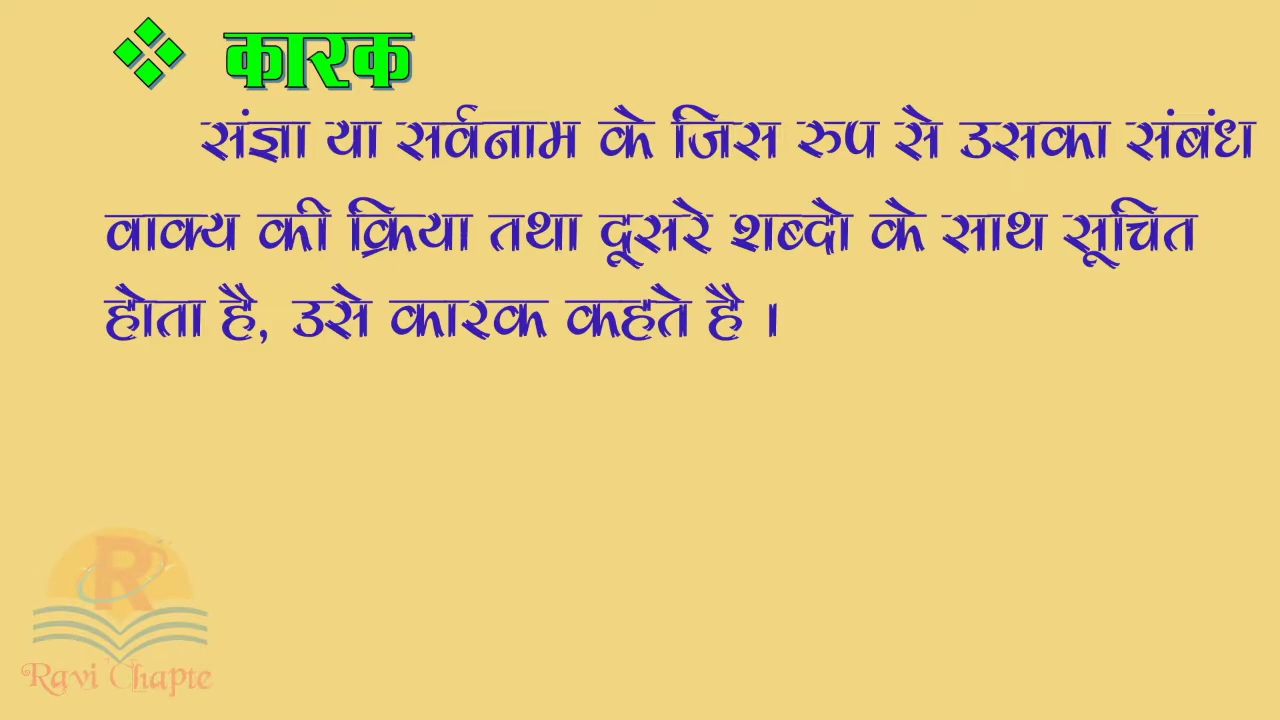 कारक
संज्ञा या सर्वनाम के जिस रुप से उसका संबंध
वाक्य की क्रिया तथा दूसरे शब्दो के साथ सूचित
होता है, उसे कारक कहते है ।
R
Ravi Chapte